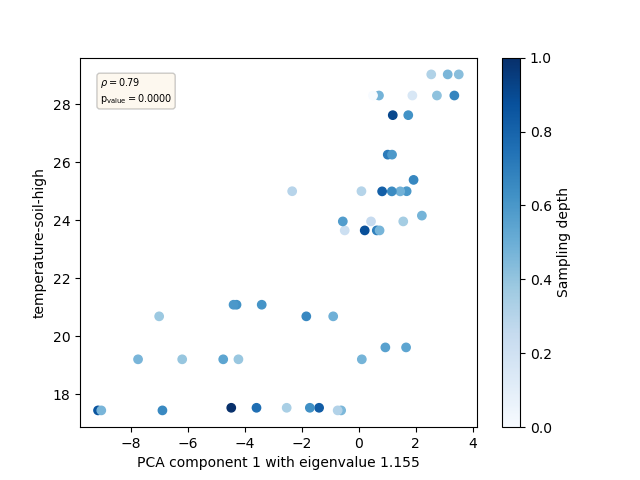 ρ = 0.79
pvalue = 0.0000
temperature-soil-high
28
26
24
22
20
18
−8 −6 −4 −2 0 2 4
PCA component 1 with eigenvalue 1.155
1.0
0.8
0.6
0.4
0.2
0.0
Sampling depth